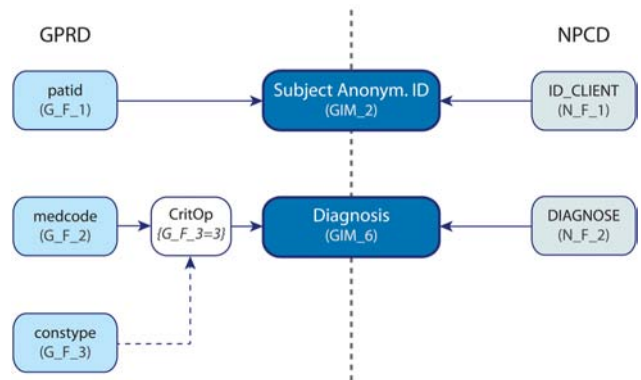 GPRD
NPCD
patid
(G_F_1)
Subject Anonym. ID
(GIM_2)
ID_CLIENT
(N_F_1)
medcode
(G_F_2)
CritOp
{G_F_3=3}
Diagnosis
(GIM_6)
DIAGNOSE
(N_F_2)
constype
(G_F_3)